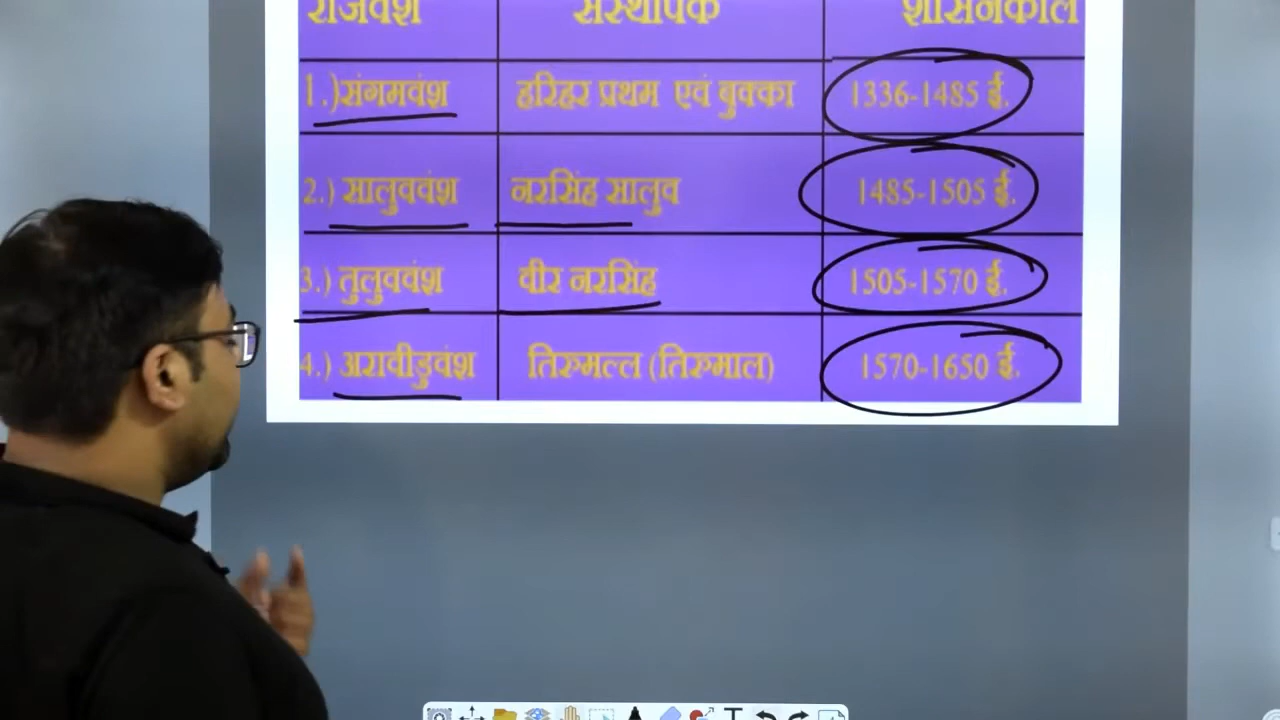 राजवंश संस्थापक शासनकाल
1.)संगमवंश हरिहर प्रथम एवं बुक्का 1336-1485 ई.
2.) सालुववंश नरसिंह सालुव 1485-1505 ई.
3.) तुलुववंश वीर नरसिंह 1505-1570 ई.
4.) अरावीडुवंश तिरुमल्ल (तिरुमाल) 1570-1650 ई.